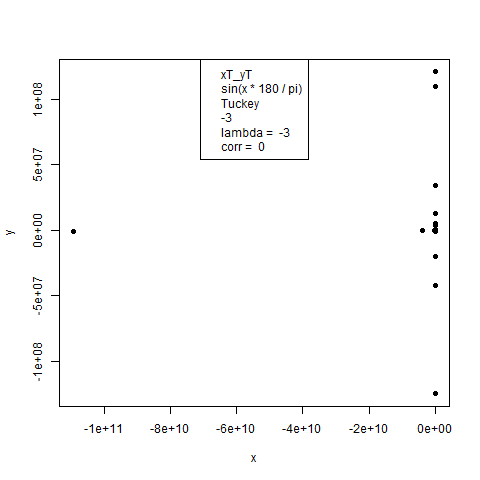 xT_yT
sin(x * 180 / pi)
Tuckey
-3
lambda =  -3
corr =  0
1e+08
5e+07
0e+00
-5e+07
-1e+08
y
-1e+11 -8e+10 -6e+10 -4e+10 -2e+10 0e+00
x